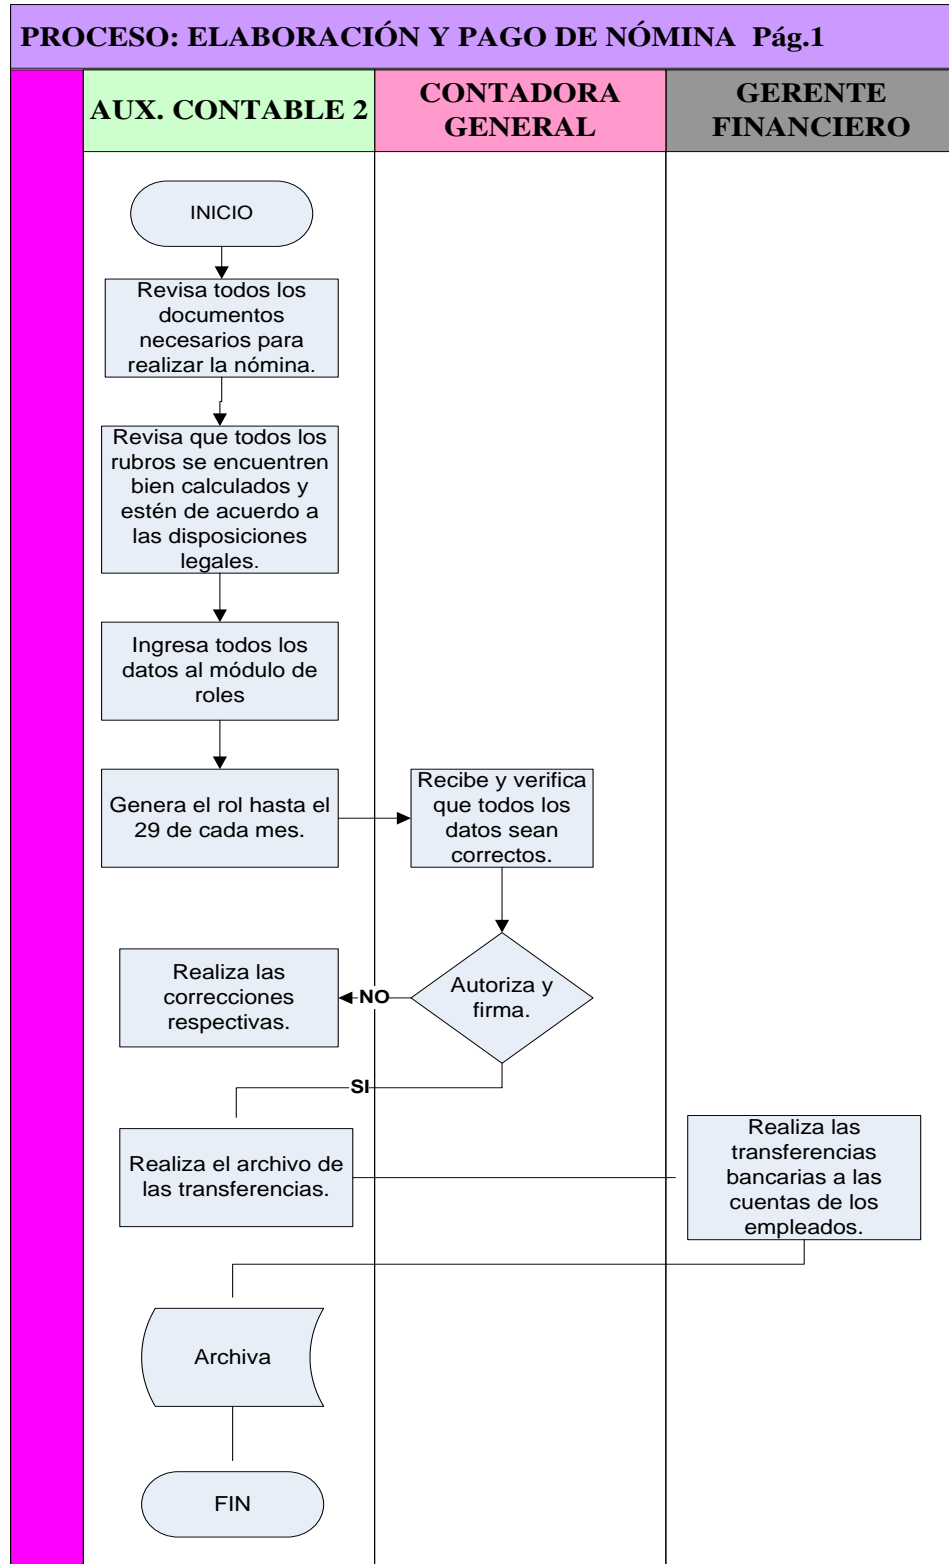 PROCESO: ELABORACIÓN Y PAGO DE NÓMINA Pág.1
AUX. CONTABLE 2
CONTADORA
GENERAL
GERENTE
FINANCIERO
INICIO
Revisa todos los
documentos
necesarios para
realizar la nómina.
Revisa que todos los
rubros se encuentren
bien calculados y
estén de acuerdo a
las disposiciones
legales.
Ingresa todos los
datos al módulo de
roles
Genera el rol hasta el
29 de cada mes.
Recibe y verifica
que todos los
datos sean
correctos.
Autoriza y
firma.
NO
Realiza las
correcciones
respectivas.
SI
Realiza el archivo de
las transferencias.
Realiza las
transferencias
bancarias a las
cuentas de los
empleados.
Archiva
FIN